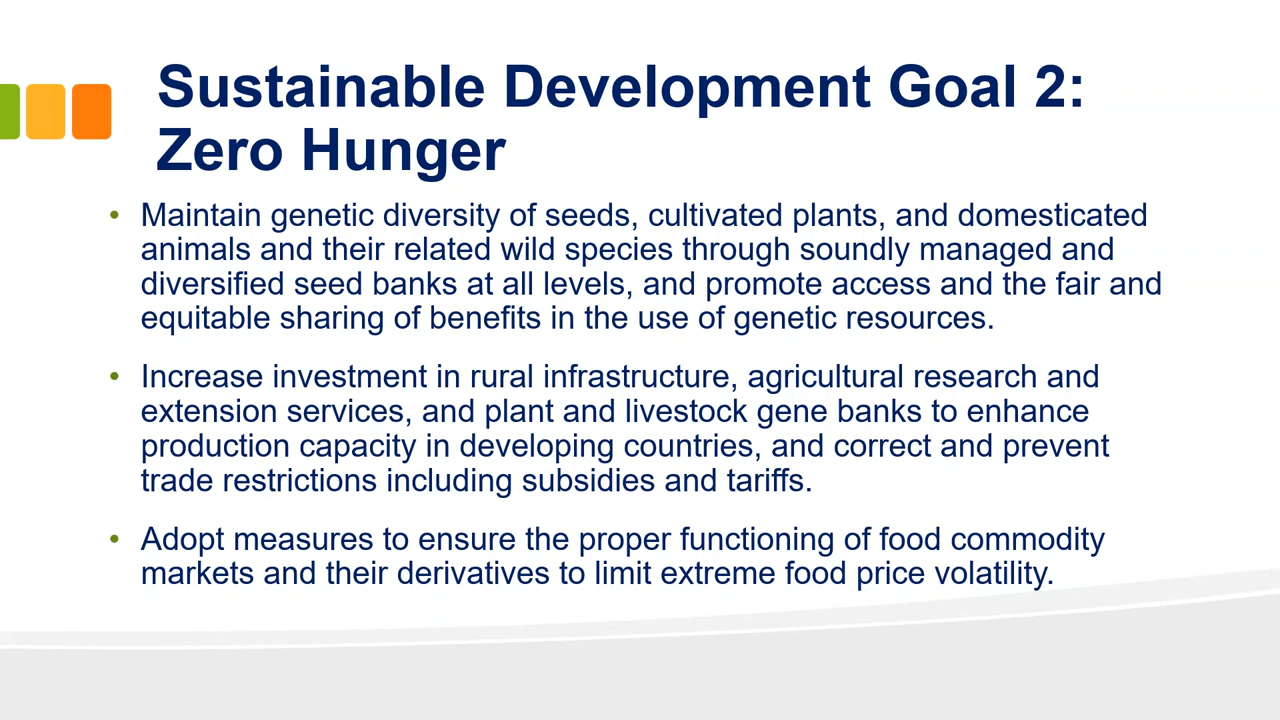 Sustainable Development Goal 2:
Zero Hunger
• Maintain genetic diversity of seeds, cultivated plants, and domesticated
animals and their related wild species through soundly managed and
diversified seed banks at all levels, and promote access and the fair and
equitable sharing of benefits in the use of genetic resources.
• Increase investment in rural infrastructure, agricultural research and
extension services, and plant and livestock gene banks to enhance
production capacity in developing countries, and correct and prevent
trade restrictions including subsidies and tariffs.
• Adopt measures to ensure the proper functioning of food commodity
markets and their derivatives to limit extreme food price volatility.